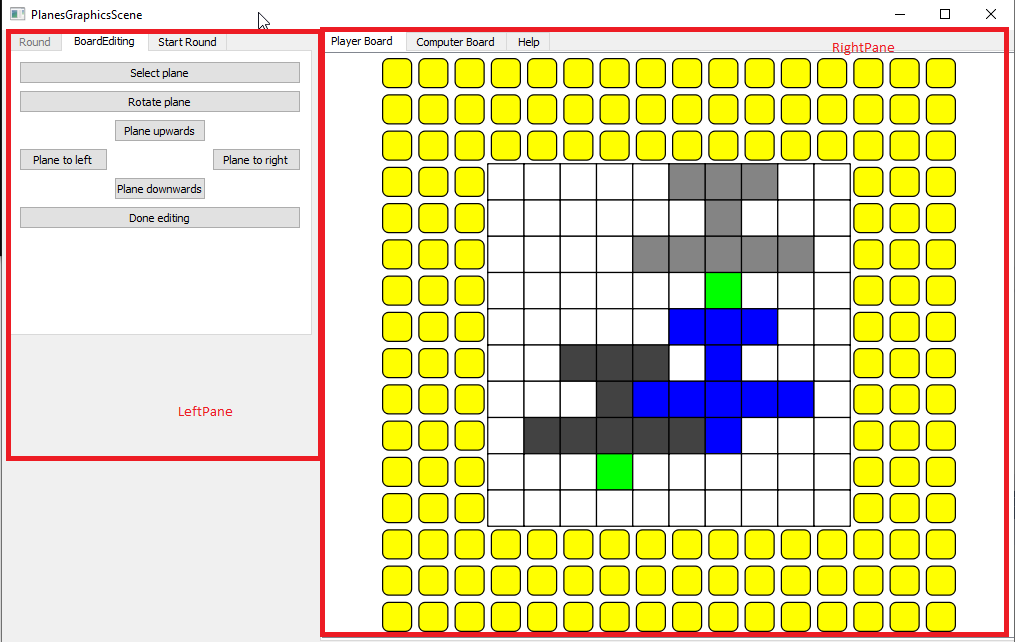 PlanesGraphicsScene
Round BoardEditing Start Round
Player Board Computer Board Help
RightPane
Select plane
Rotate plane
Plane upwards
Plane to left Plane to right
Plane downwards
Done editing
LeftPane